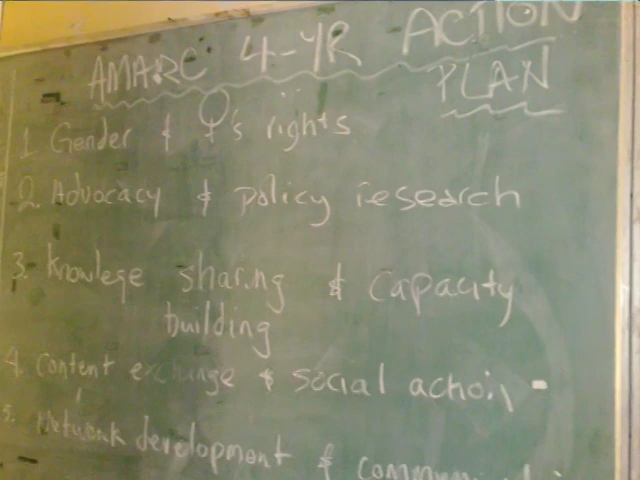 AMARC 4-YR ACTION
PLAN
1. Gender & ♀'s rights
2. Advocacy & policy research
3. Knowlege sharing & capacity
building
4. Content exchange & social action
5. Network development &